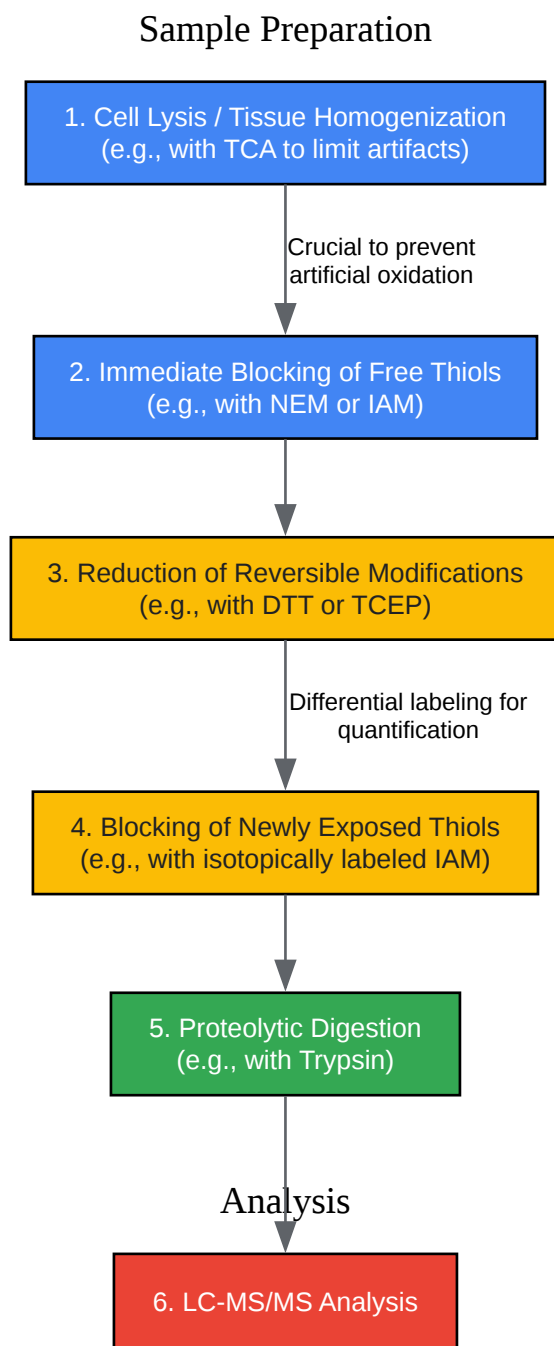 Sample Preparation
1. Cell Lysis / Tissue Homogenization
(e.g., with TCA to limit artifacts)
Crucial to prevent
artificial oxidation
2. Immediate Blocking of Free Thiols
(e.g., with NEM or IAM)
3. Reduction of Reversible Modifications
(e.g., with DTT or TCEP)
Differential labeling for
quantification
4. Blocking of Newly Exposed Thiols
(e.g., with isotopically labeled IAM)
5. Proteolytic Digestion
(e.g., with Trypsin)
Analysis
6. LC-MS/MS Analysis